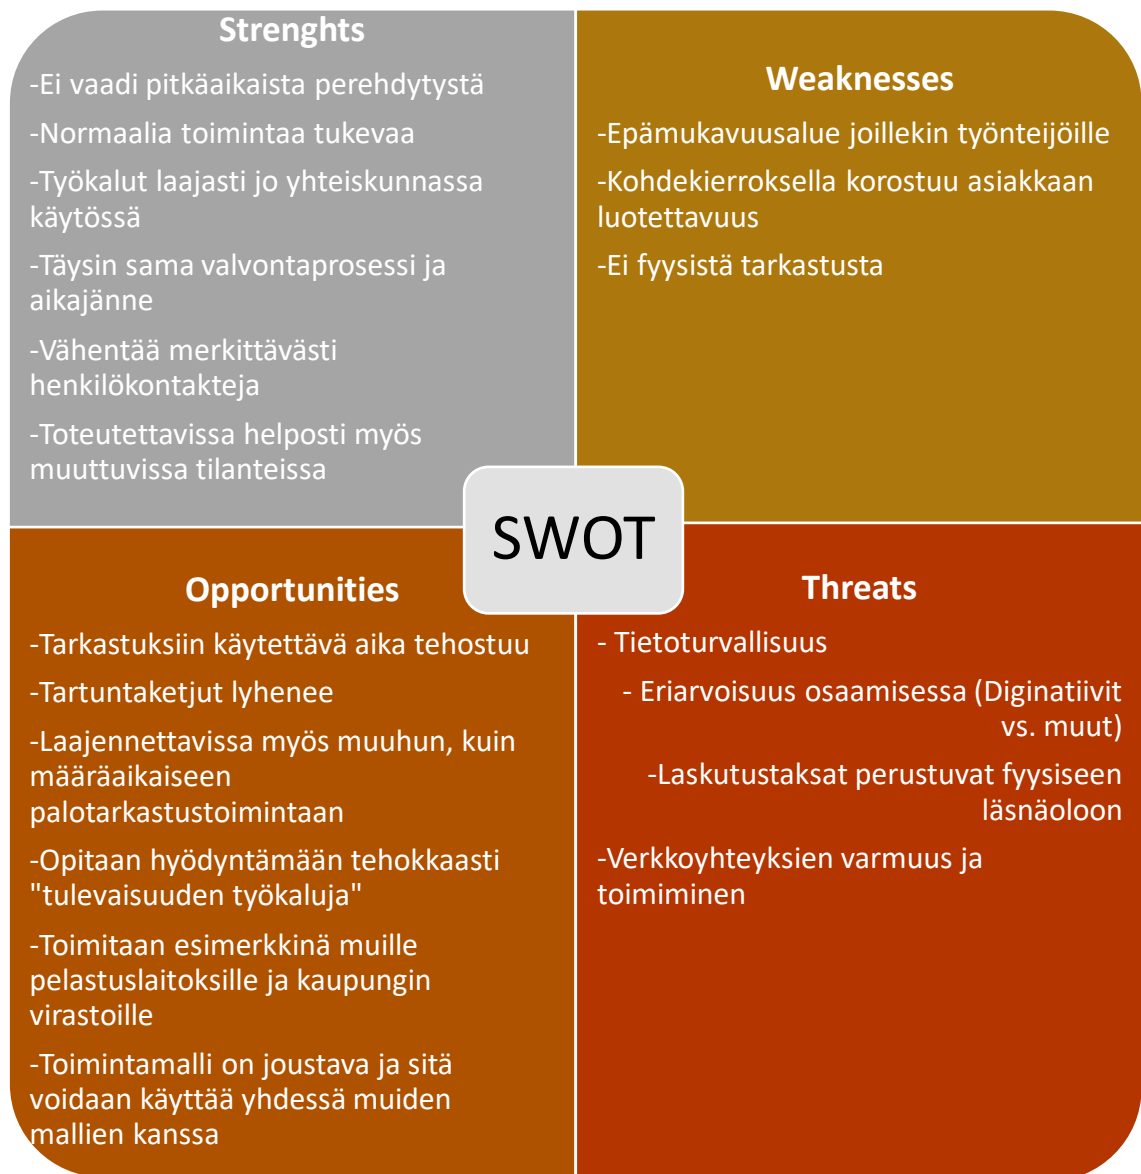 Strenghts
-Ei vaadi pitkäaikaista perehdytystä
-Normaalia toimintaa tukevaa
-Työkalut laajasti jo yhteiskunnassa
käytössä
-Täysin sama valvontaprosessi ja
aikajänne
-Vähentää merkittävästi
henkilökontakteja
-Toteutettavissa helposti myös
muuttuvissa tilanteissa
Weaknesses
-Epämukavuusalue joillekin työnteijöille
-Kohdekierroksella korostuu asiakkaan
luotettavuus
-Ei fyysistä tarkastusta
SWOT
Opportunities
-Tarkastuksiin käytettävä aika tehostuu
-Tartuntaketjut lyhenee
-Laajennettavissa myös muuhun, kuin
määräaikaiseen
palotarkastustoimintaan
-Opitaan hyödyntämään tehokkaasti
"tulevaisuuden työkaluja"
-Toimitaan esimerkkinä muille
pelastuslaitoksille ja kaupungin
virastoille
-Toimintamalli on joustava ja sitä
voidaan käyttää yhdessä muiden
mallien kanssa
Threats
- Tietoturvallisuus
- Eriarvoisuus osaamisessa (Diginatiivit
vs. muut)
-Laskutustaksat perustuvat fyysiseen
läsnäoloon
-Verkkoyhteyksien varmuus ja
toimiminen